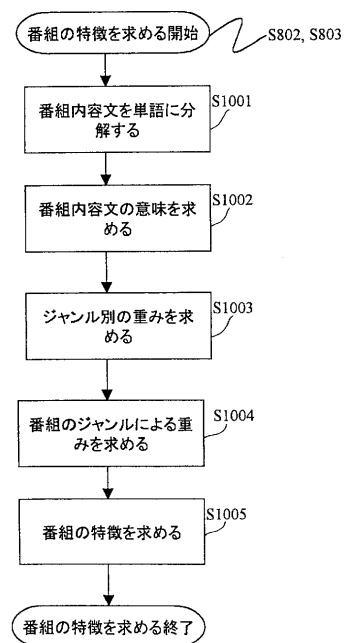 番組の特徴を求める開始
S802, S803
S1001
番組内容文を単語に分
解する
S1002
番組内容文の意味を求
める
S1003
ジャンル別の重みを求
める
S1004
番組のジャンルによる重
みを求める
S1005
番組の特徴を求める
番組の特徴を求める終了